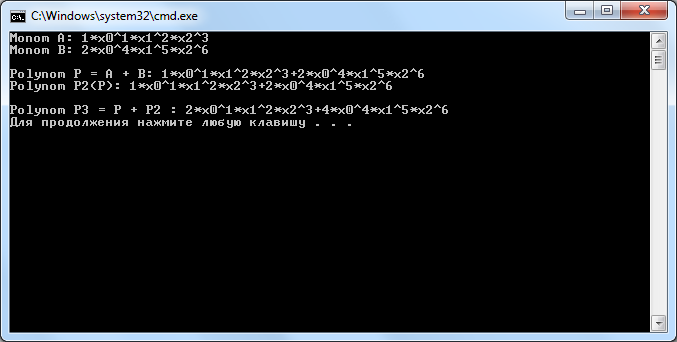 C:\Windows\system32\cmd.exe
Monom A: 1*x0^1*x1^2*x2^3
Monom B: 2*x0^4*x1^5*x2^6
Polynom P = A + B: 1*x0^1*x1^2*x2^3+2*x0^4*x1^5*x2^6
Polynom P2(P): 1*x0^1*x1^2*x2^3+2*x0^4*x1^5*x2^6
Polynom P3 = P + P2 : 2*x0^1*x1^2*x2^3+4*x0^4*x1^5*x2^6
Для продолжения нажмите любую клавишу . . .